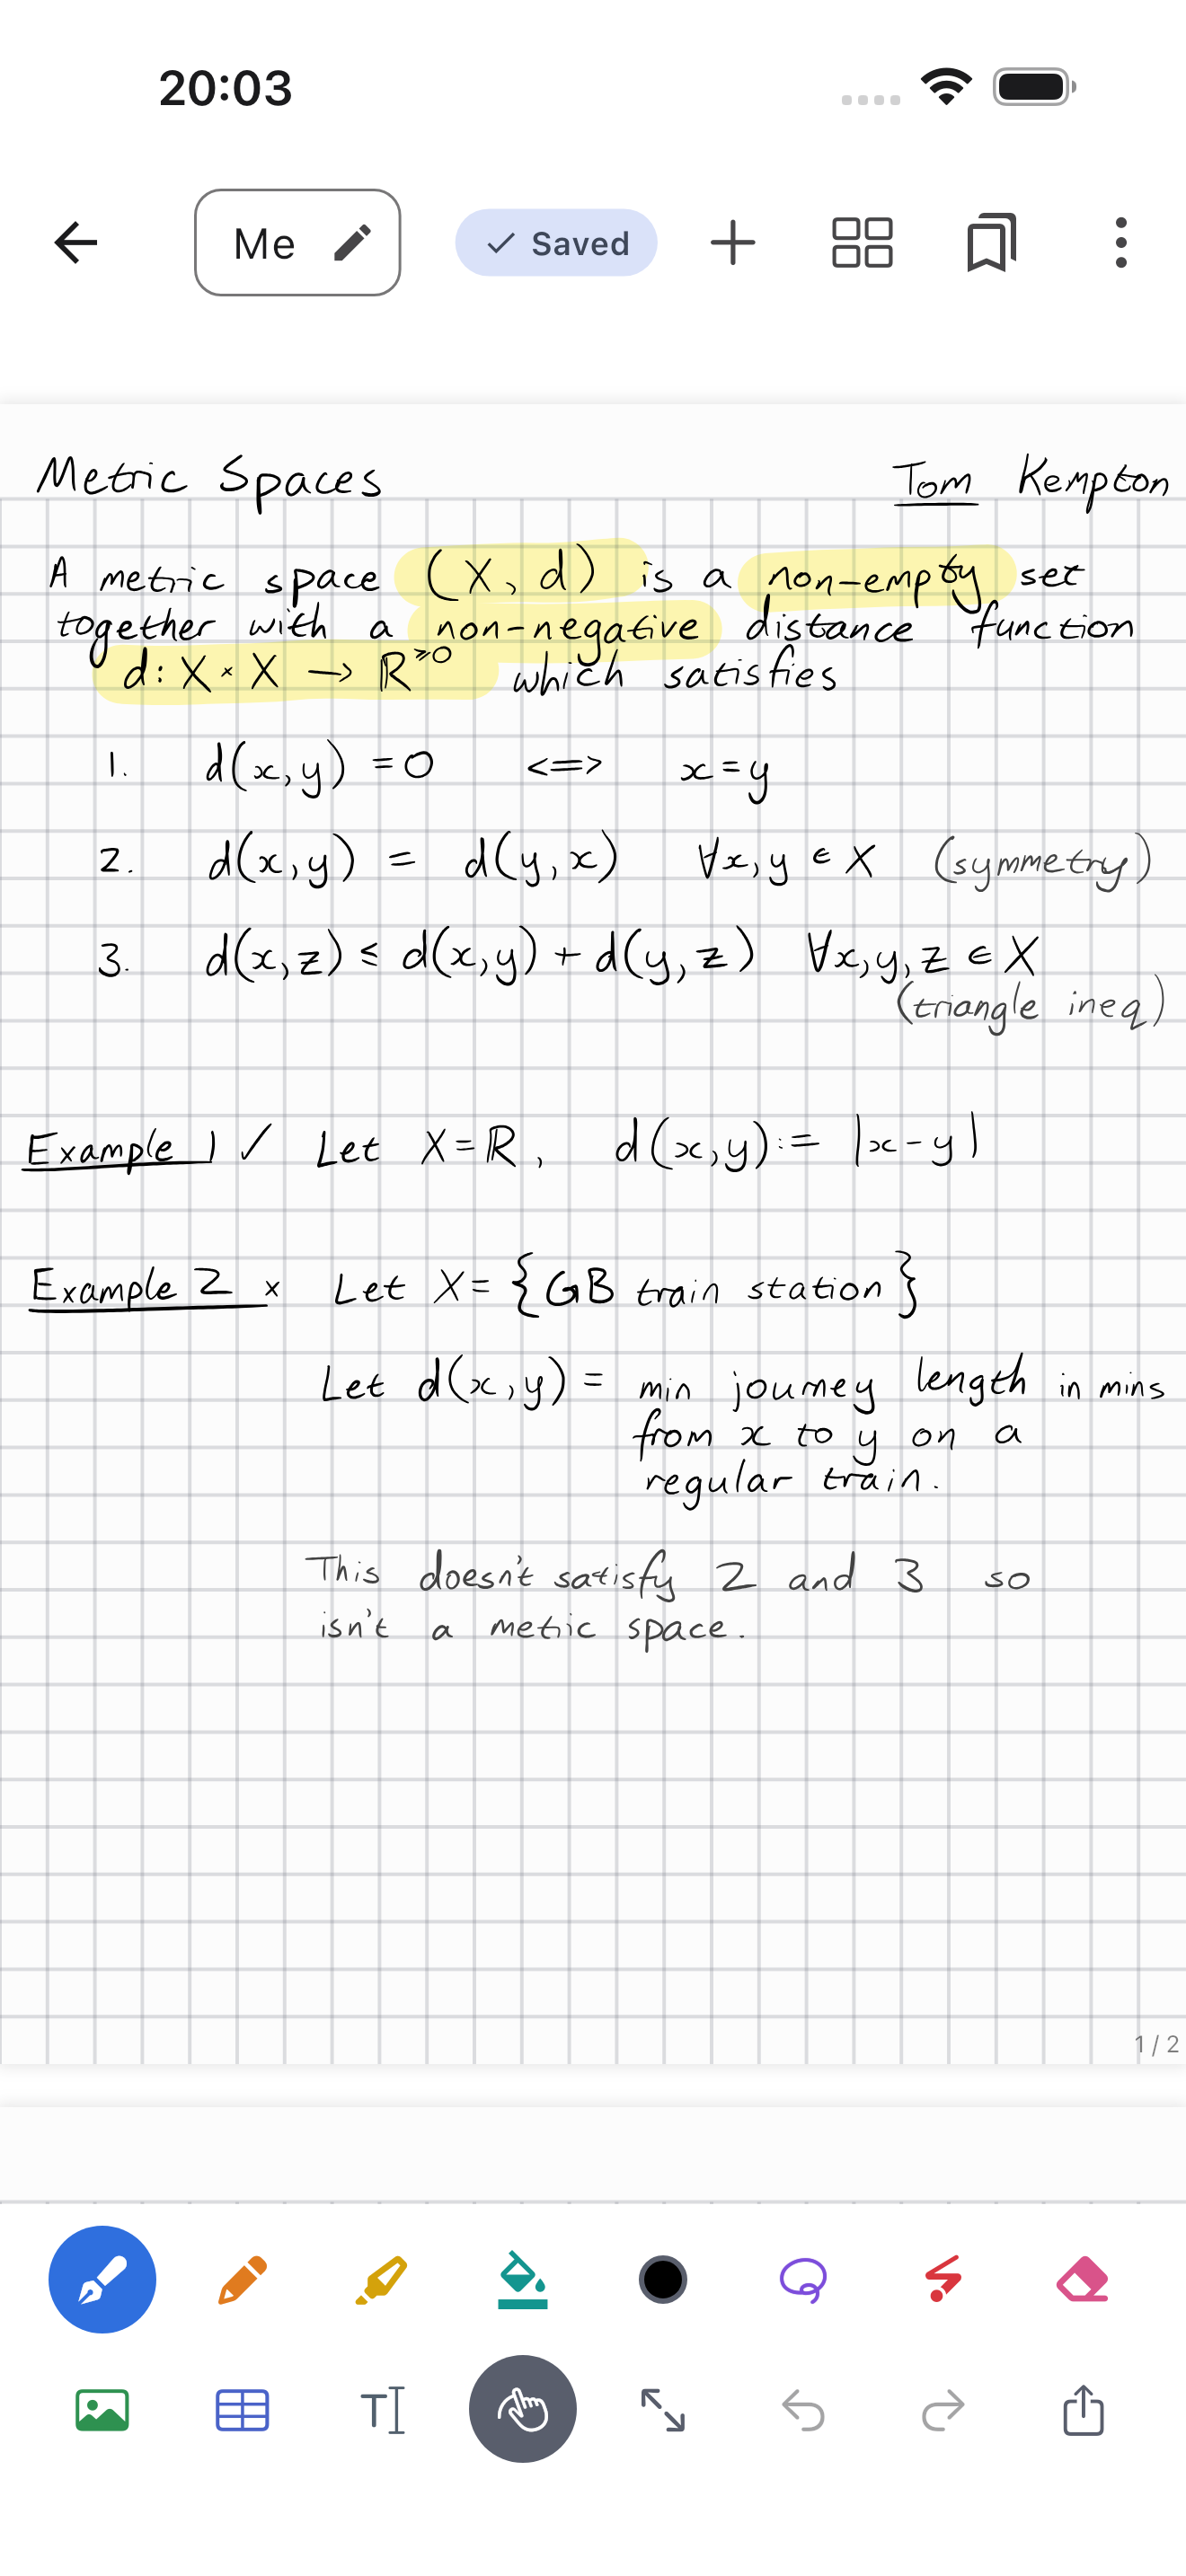 20:03
Me
Saved
Metric Spaces
Tom Kempton
A metric space (X, d) is a non-empty set
together with a non-negative distance function
d: X × X → ℝ^≥0 which satisfies
1. d(x,y) = 0 <=> x = y
2. d(x,y) = d(y,x) ∀x,y ∈ X (symmetry)
3. d(x,z) ≤ d(x,y) + d(y,z) ∀x,y,z ∈ X
(triangle ineq)
Example 1 ✓ Let X = ℝ, d(x,y) := |x-y|
Example 2 × Let X = {GB train station}
Let d(x,y) = min journey length in mins
from x to y on a
regular train.
This doesn't satisfy 2 and 3 so
isn't a metric space.
1 / 2